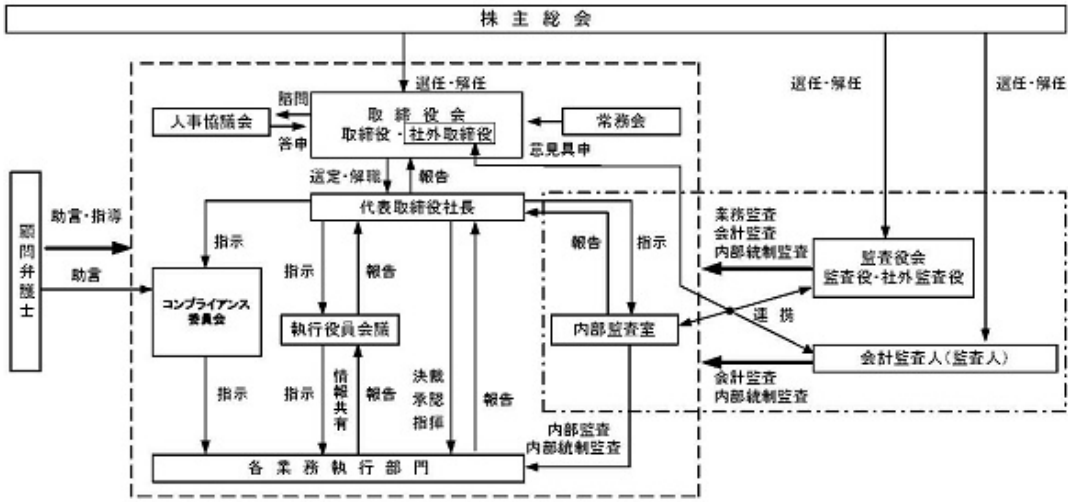 株主総会
選任・解任
選任・解任
選任・解任
諮問
人事協議会
答申
取締役会
取締役・社外取締役
常務会
意見具申
選定・解職
報告
代表取締役社長
顧問弁護士
助言・指導
助言
指示
コンプライアンス
委員会
指示
指示
報告
執行役員会議
指示
情報共有
報告
決裁
承認
指揮
報告
報告
指示
内部監査室
内部監査
内部統制監査
業務監査
会計監査
内部統制監査
監査役会
監査役・社外監査役
連携
会計監査人(監査人)
会計監査
内部統制監査
各業務執行部門